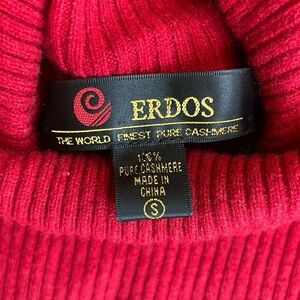 ERDOS
THE WORLD FINEST PURE CASHMERE
100%
PURE CASHMERE
MADE IN
CHINA
S